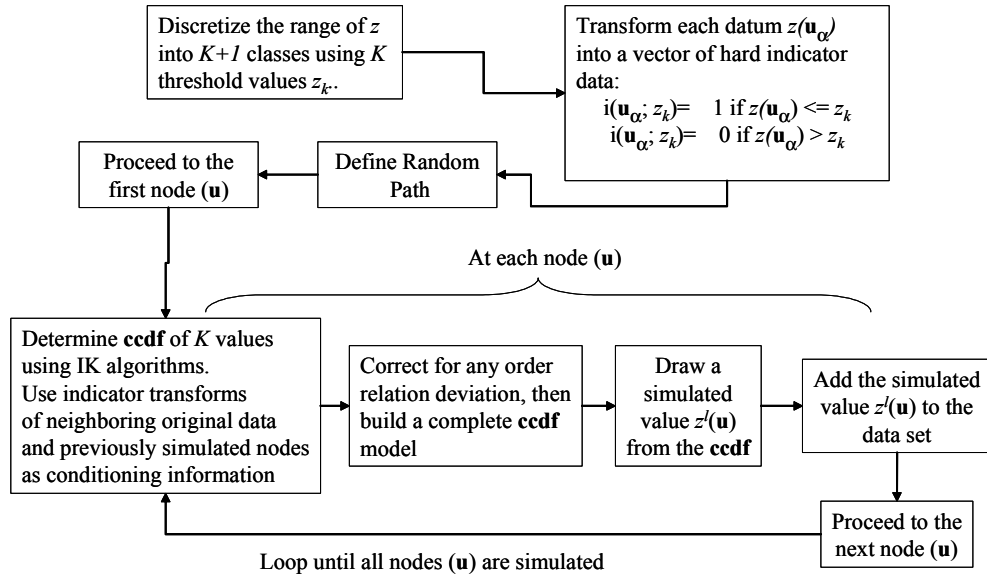 Discretize the range of z
into K+1 classes using K
threshold values zₖ..
Transform each datum z(u_α)
into a vector of hard indicator
data:
i(u_α; zₖ)= 1 if z(u_α) <= zₖ
i(u_α; zₖ)= 0 if z(u_α) > zₖ
Define Random
Path
Proceed to the
first node (u)
At each node (u)
Determine ccdf of K values
using IK algorithms.
Use indicator transforms
of neighboring original data
and previously simulated nodes
as conditioning information
Correct for any order
relation deviation, then
build a complete ccdf
model
Draw a
simulated
value zˡ(u)
from the ccdf
Add the simulated
value zˡ(u) to the
data set
Proceed to the
next node (u)
Loop until all nodes (u) are simulated